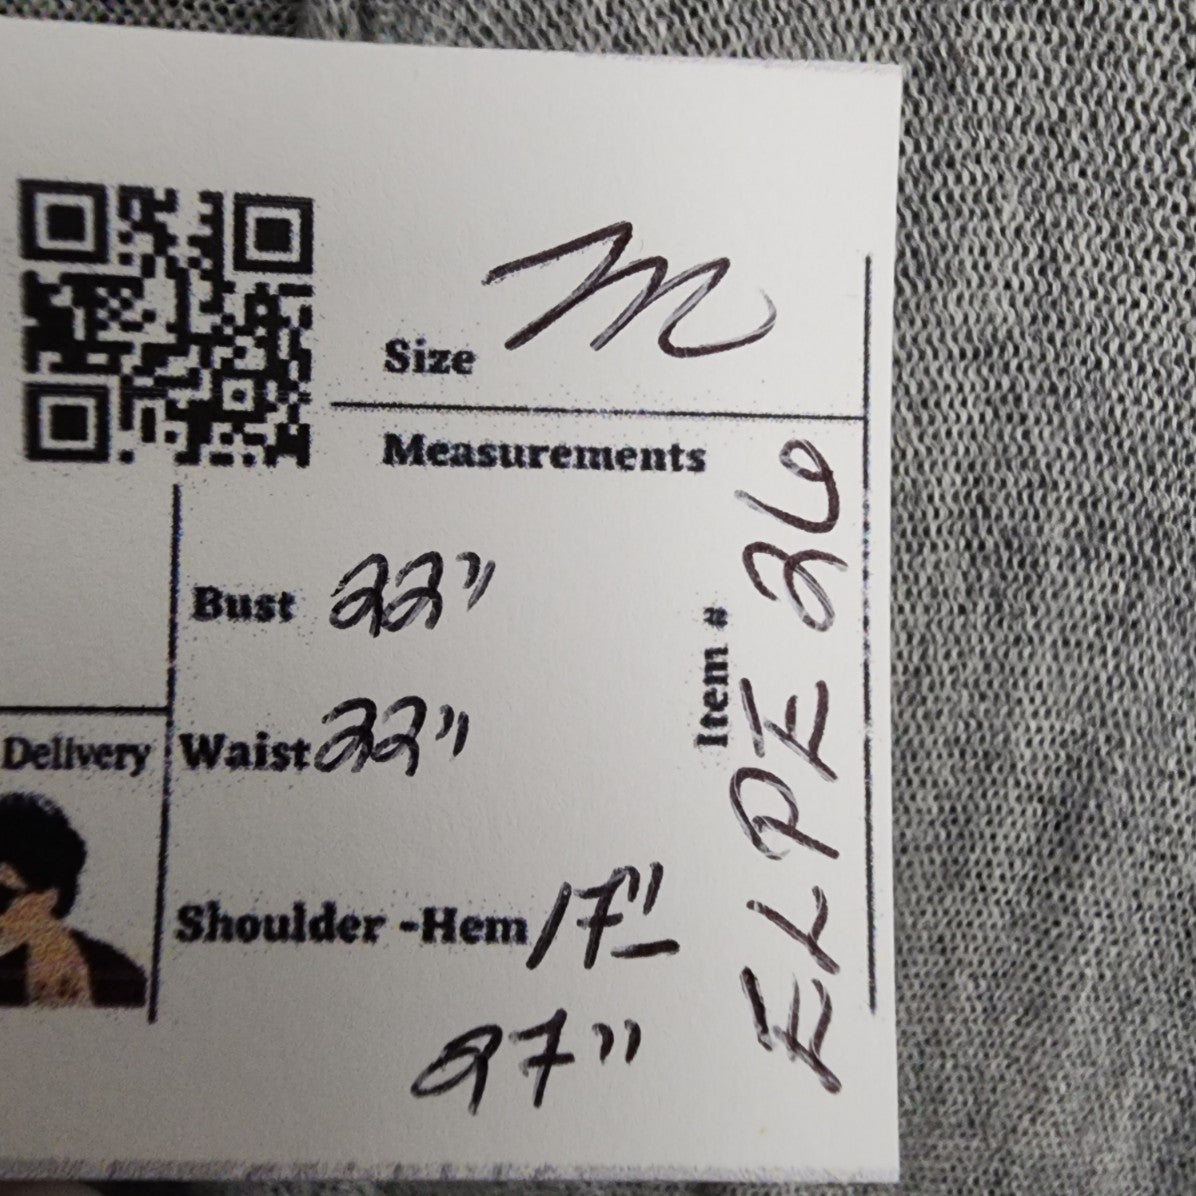 Size M
Measurements
Bust 22"
Waist 22"
Shoulder -Hem 17"-
27"
Delivery
Item # ELPE 26